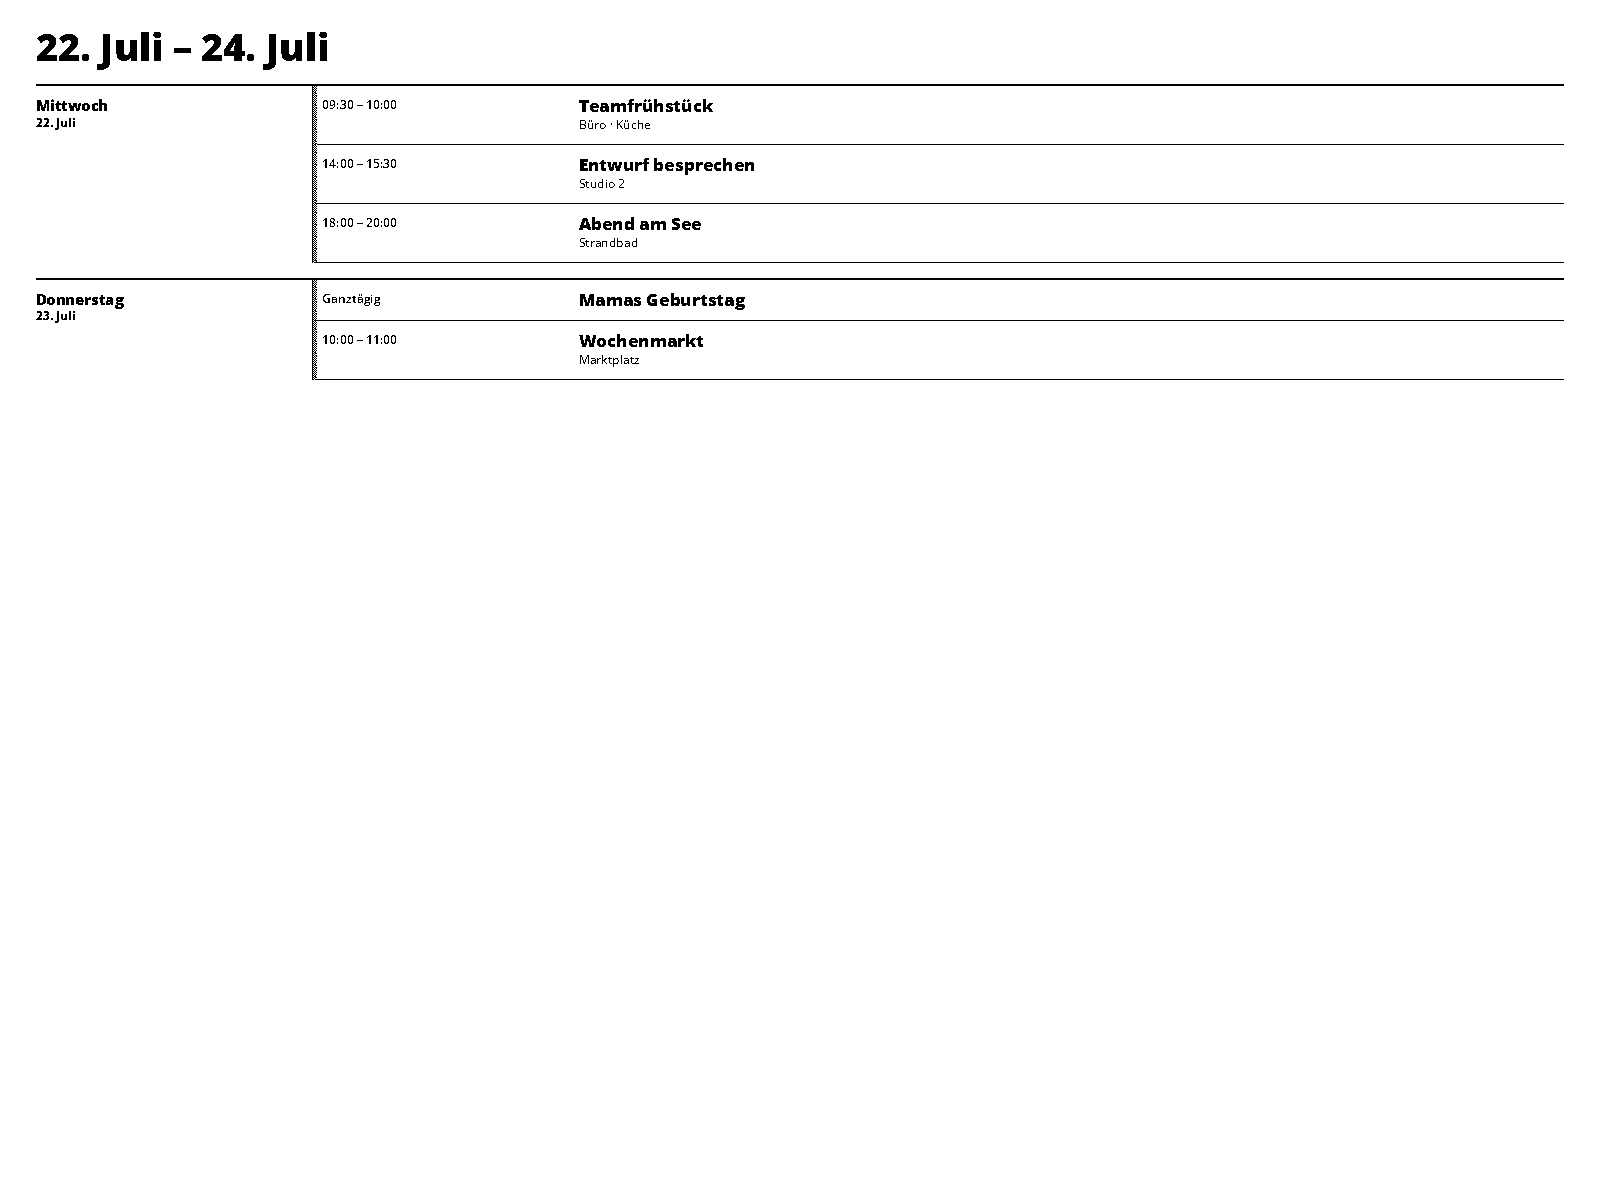 22. Juli – 24. Juli
Mittwoch
22. Juli
09:30 – 10:00
Teamfrühstück
Büro · Küche
14:00 – 15:30
Entwurf besprechen
Studio 2
18:00 – 20:00
Abend am See
Strandbad
Donnerstag
23. Juli
Ganztägig
Mamas Geburtstag
10:00 – 11:00
Wochenmarkt
Marktplatz